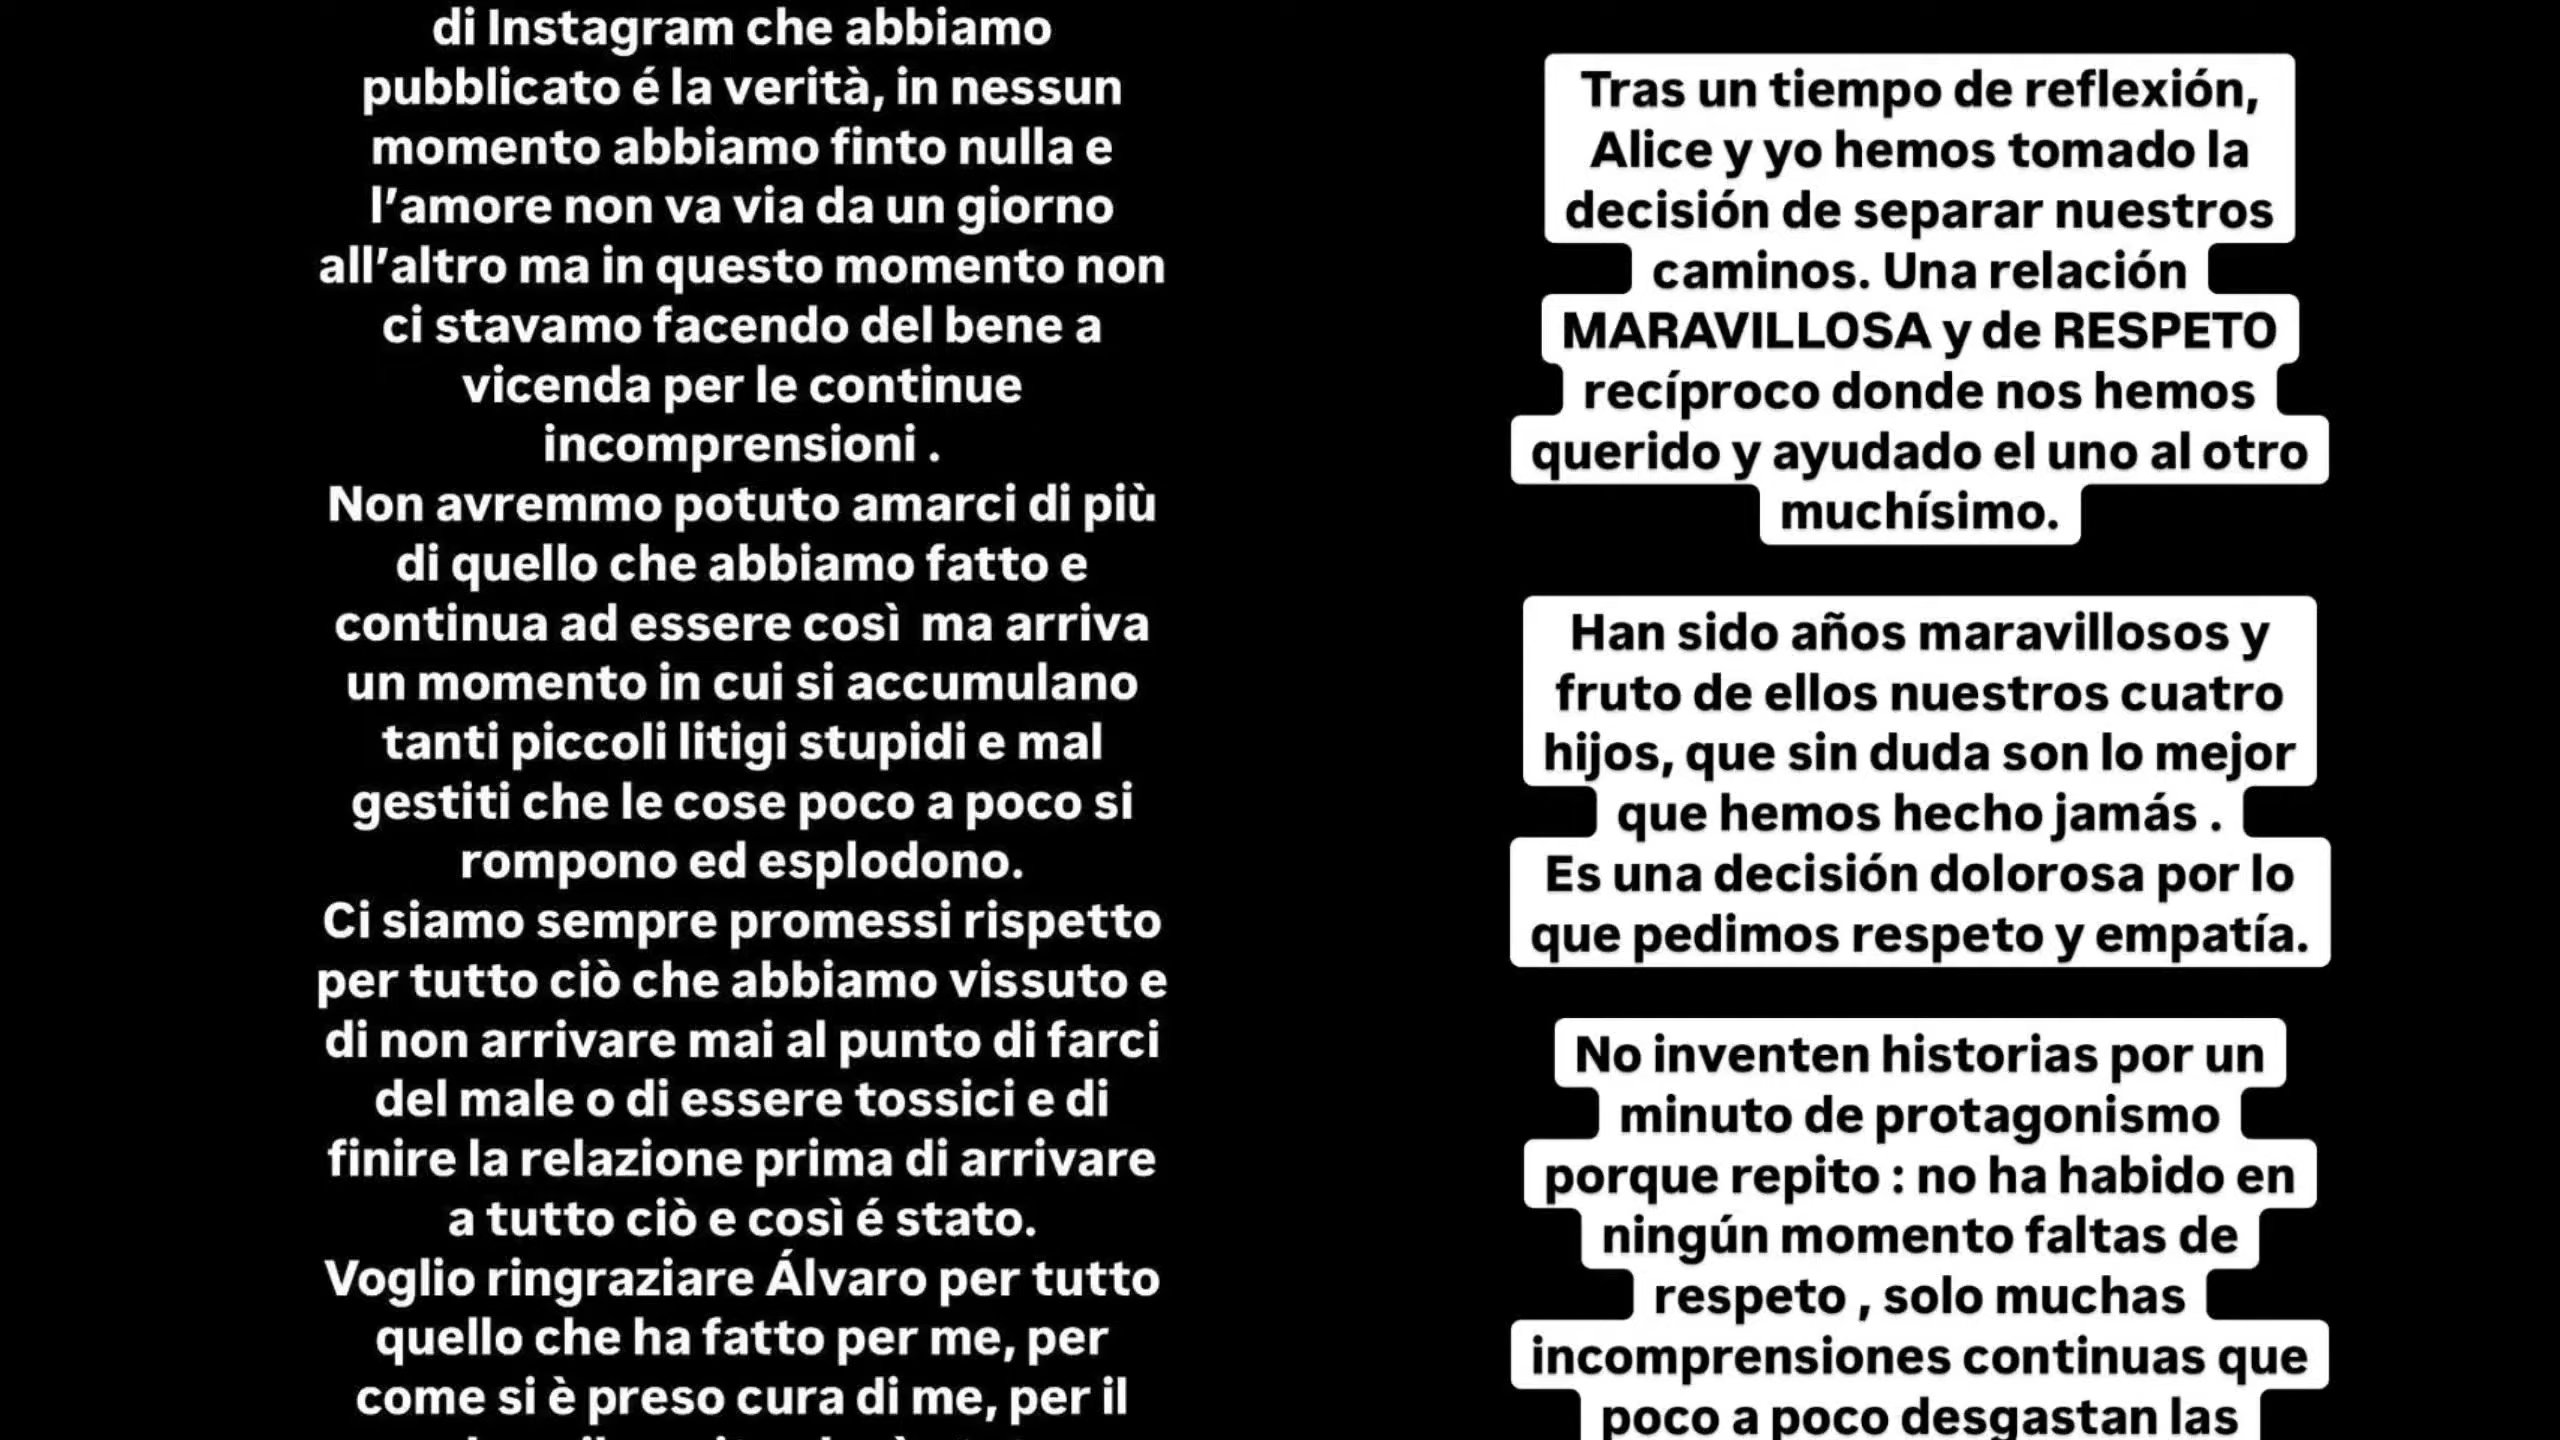 di Instagram che abbiamo
pubblicato é la verità, in nessun
momento abbiamo finto nulla e
l’amore non va via da un giorno
all’altro ma in questo momento non
ci stavamo facendo del bene a
vicenda per le continue
incomprensioni .
Non avremmo potuto amarci di più
di quello che abbiamo fatto e
continua ad essere così  ma arriva
un momento in cui si accumulano
tanti piccoli litigi stupidi e mal
gestiti che le cose poco a poco si
rompono ed esplodono.
Ci siamo sempre promessi rispetto
per tutto ciò che abbiamo vissuto e
di non arrivare mai al punto di farci
del male o di essere tossici e di
finire la relazione prima di arrivare
a tutto ciò e così é stato.
Voglio ringraziare Álvaro per tutto
quello che ha fatto per me, per
come si è preso cura di me, per il
Tras un tiempo de reflexión,
Alice y yo hemos tomado la
decisión de separar nuestros
caminos. Una relación
MARAVILLOSA y de RESPETO
recíproco donde nos hemos
querido y ayudado el uno al otro
muchísimo.
Han sido años maravillosos y
fruto de ellos nuestros cuatro
hijos, que sin duda son lo mejor
que hemos hecho jamás .
Es una decisión dolorosa por lo
que pedimos respeto y empatía.
No inventen historias por un
minuto de protagonismo
porque repito : no ha habido en
ningún momento faltas de
respeto , solo muchas
incomprensiones continuas que
poco a poco desgastan las